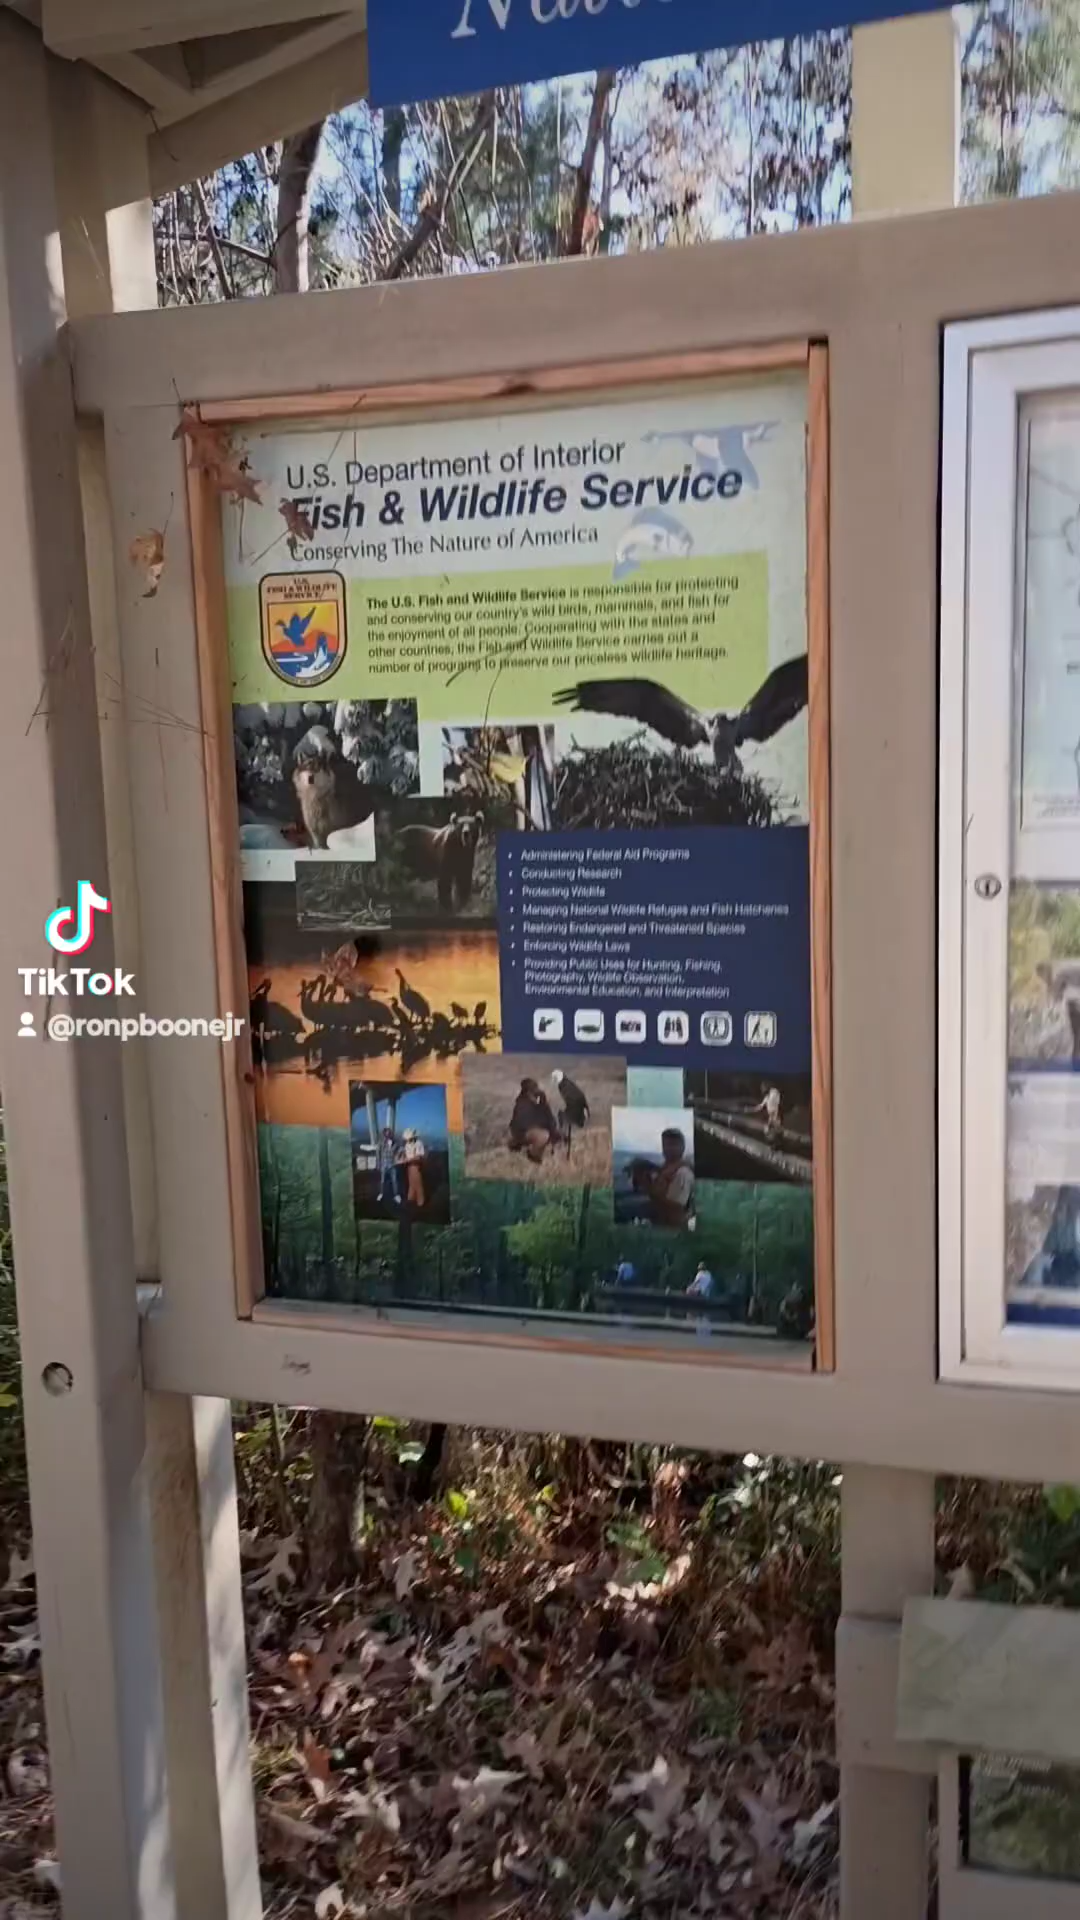 U.S. Department of Interior
Fish & Wildlife Service
Conserving The Nature of America
U.S.
FISH & WILDLIFE
SERVICE
The U.S. Fish and Wildlife Service is responsible for protecting
and conserving our country's wild birds, mammals, and fish for
the enjoyment of all people. Cooperating with the states and
other countries, the Fish and Wildlife Service carries out a
number of programs to preserve our priceless wildlife heritage.
• Administering Federal Aid Programs
• Conducting Research
• Protecting Wildlife
• Managing National Wildlife Refuges and Fish Hatcheries
• Restoring Endangered and Threatened Species
• Enforcing Wildlife Laws
• Providing Public Uses for Hunting, Fishing,
Photography, Wildlife Observation,
Environmental Education, and Interpretation
TikTok
@ronpboonejr